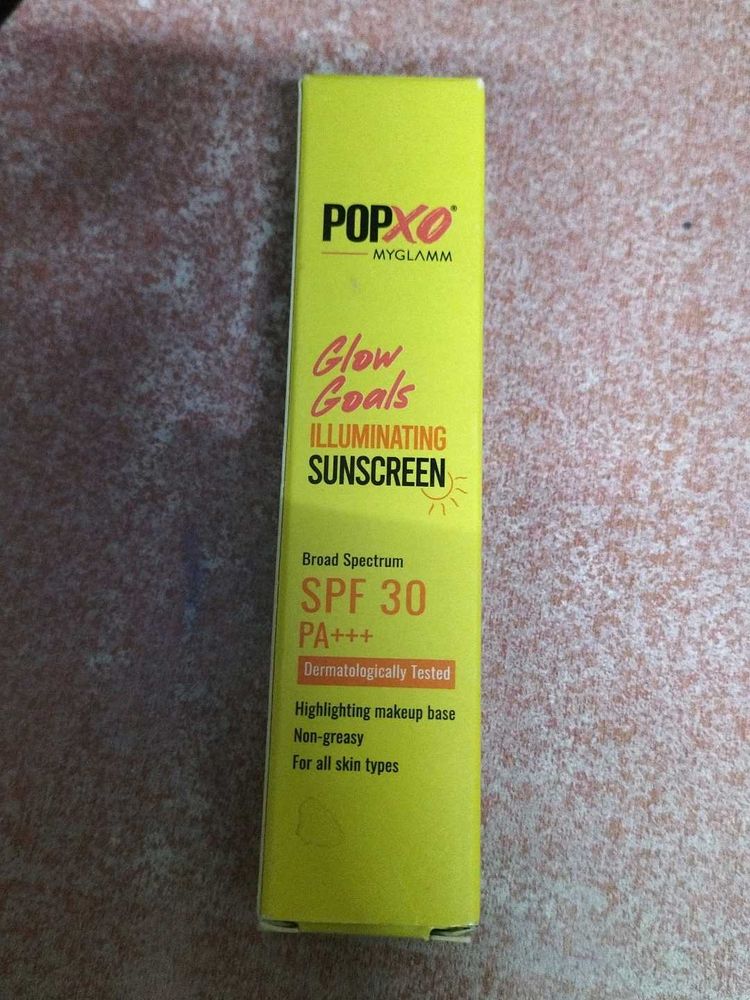 POPXO®
MYGLAMM
Glow
Goals
ILLUMINATING
SUNSCREEN
Broad Spectrum
SPF 30
PA+++
Dermatologically Tested
Highlighting makeup base
Non-greasy
For all skin types